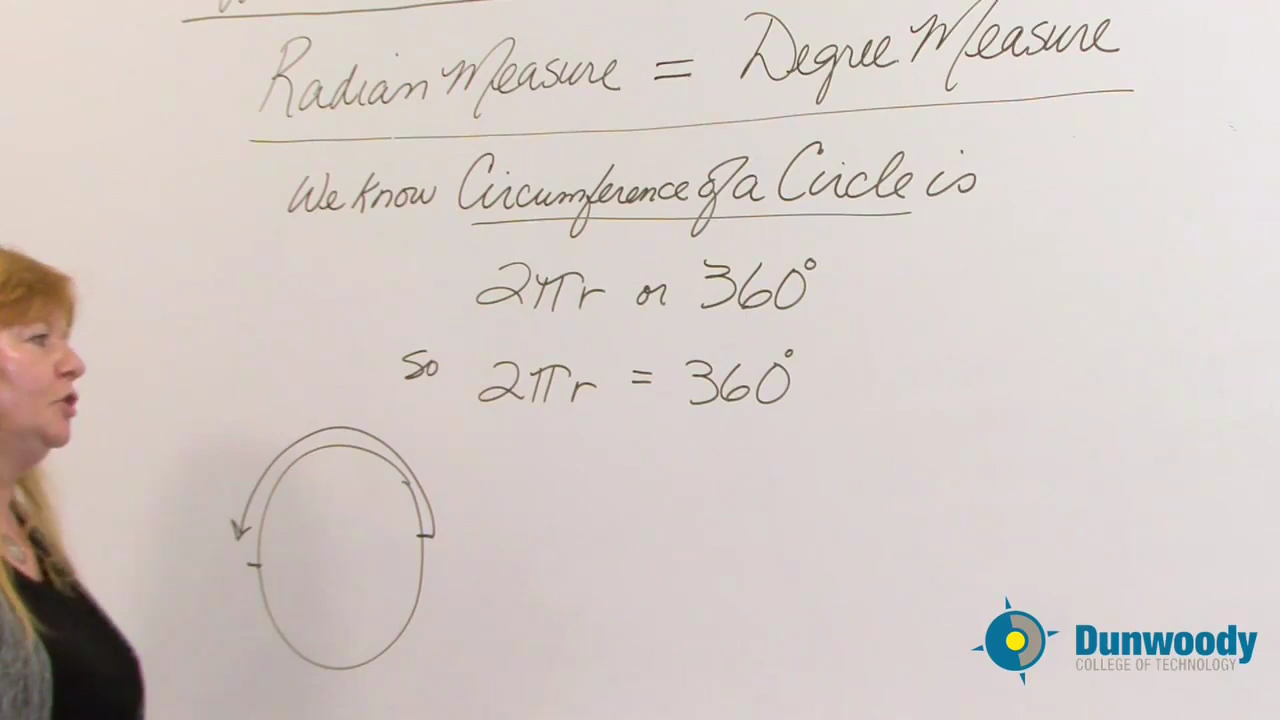 Radian Measure = Degree Measure
We Know Circumference of a Circle is
2πr or 360°
So 2πr = 360°
Dunwoody
COLLEGE OF TECHNOLOGY